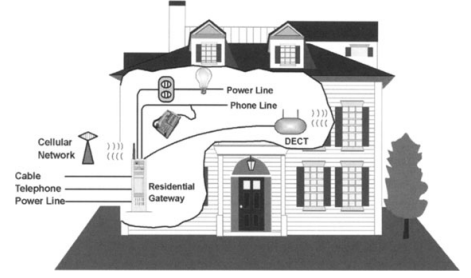 Power Line
Phone Line
DECT
Cellular
Network
Cable
Telephone
Power Line
Residential
Gateway